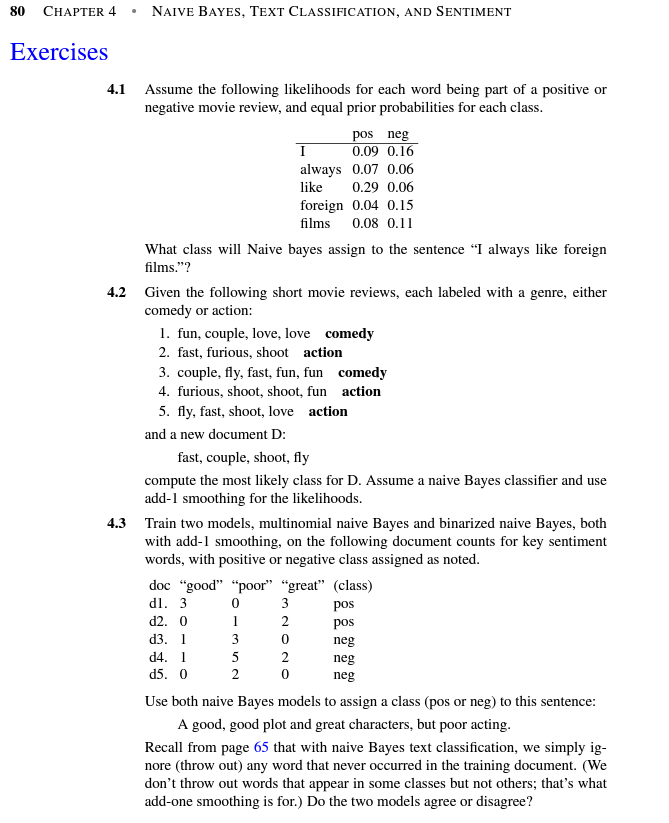 80 CHAPTER 4 • NAIVE BAYES, TEXT CLASSIFICATION, AND SENTIMENT
Exercises
4.1 Assume the following likelihoods for each word being part of a positive or
negative movie review, and equal prior probabilities for each class.
pos neg
I 0.09 0.16
always 0.07 0.06
like 0.29 0.06
foreign 0.04 0.15
films 0.08 0.11
What class will Naive bayes assign to the sentence “I always like foreign
films.”?
4.2 Given the following short movie reviews, each labeled with a genre, either
comedy or action:
1. fun, couple, love, love comedy
2. fast, furious, shoot action
3. couple, fly, fast, fun, fun comedy
4. furious, shoot, shoot, fun action
5. fly, fast, shoot, love action
and a new document D:
fast, couple, shoot, fly
compute the most likely class for D. Assume a naive Bayes classifier and use
add-1 smoothing for the likelihoods.
4.3 Train two models, multinomial naive Bayes and binarized naive Bayes, both
with add-1 smoothing, on the following document counts for key sentiment
words, with positive or negative class assigned as noted.
doc “good” “poor” “great” (class)
d1. 3 0 3 pos
d2. 0 1 2 pos
d3. 1 3 0 neg
d4. 1 5 2 neg
d5. 0 2 0 neg
Use both naive Bayes models to assign a class (pos or neg) to this sentence:
A good, good plot and great characters, but poor acting.
Recall from page 65 that with naive Bayes text classification, we simply ig-
nore (throw out) any word that never occurred in the training document. (We
don’t throw out words that appear in some classes but not others; that’s what
add-one smoothing is for.) Do the two models agree or disagree?